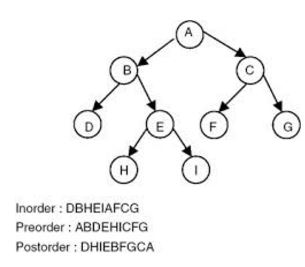 A
B C
D E F G
H I
Inorder : DBHEIAFCG
Preorder : ABDEHICFG
Postorder : DHIEBFGCA